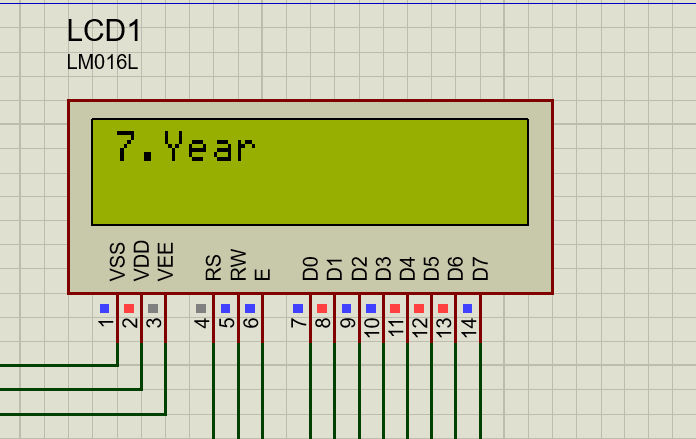 LCD1
LM016L
7.Year
VSS VDD VEE RS RW E D0 D1 D2 D3 D4 D5 D6 D7
1 2 3 4 5 6 7 8 9 10 11 12 13 14